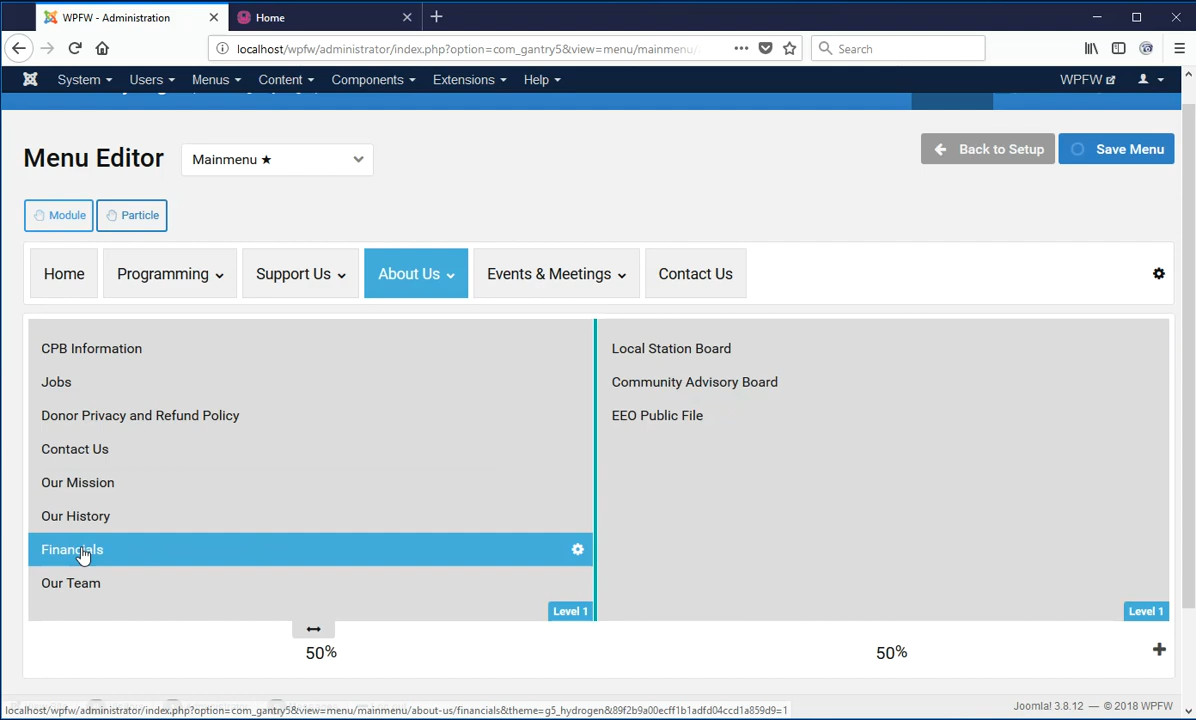 WPFW - Administration
Home
localhost/wpfw/administrator/index.php?option=com_gantry5&view=menu/mainmenu/
Search
System Users Menus Content Components Extensions Help WPFW
Menu Editor
Mainmenu ★
Back to Setup
Save Menu
Module
Particle
Home
Programming
Support Us
About Us
Events & Meetings
Contact Us
CPB Information
Jobs
Donor Privacy and Refund Policy
Contact Us
Our Mission
Our History
Financials
Our Team
Level 1
Local Station Board
Community Advisory Board
EEO Public File
Level 1
50%
50%
localhost/wpfw/administrator/index.php?option=com_gantry5&view=menu/mainmenu/about-us/financials&theme=g5_hydrogen&89f2b9a00ecff1b1adfd04ccd1a859d9=1
Joomla! 3.8.12 — © 2018 WPFW